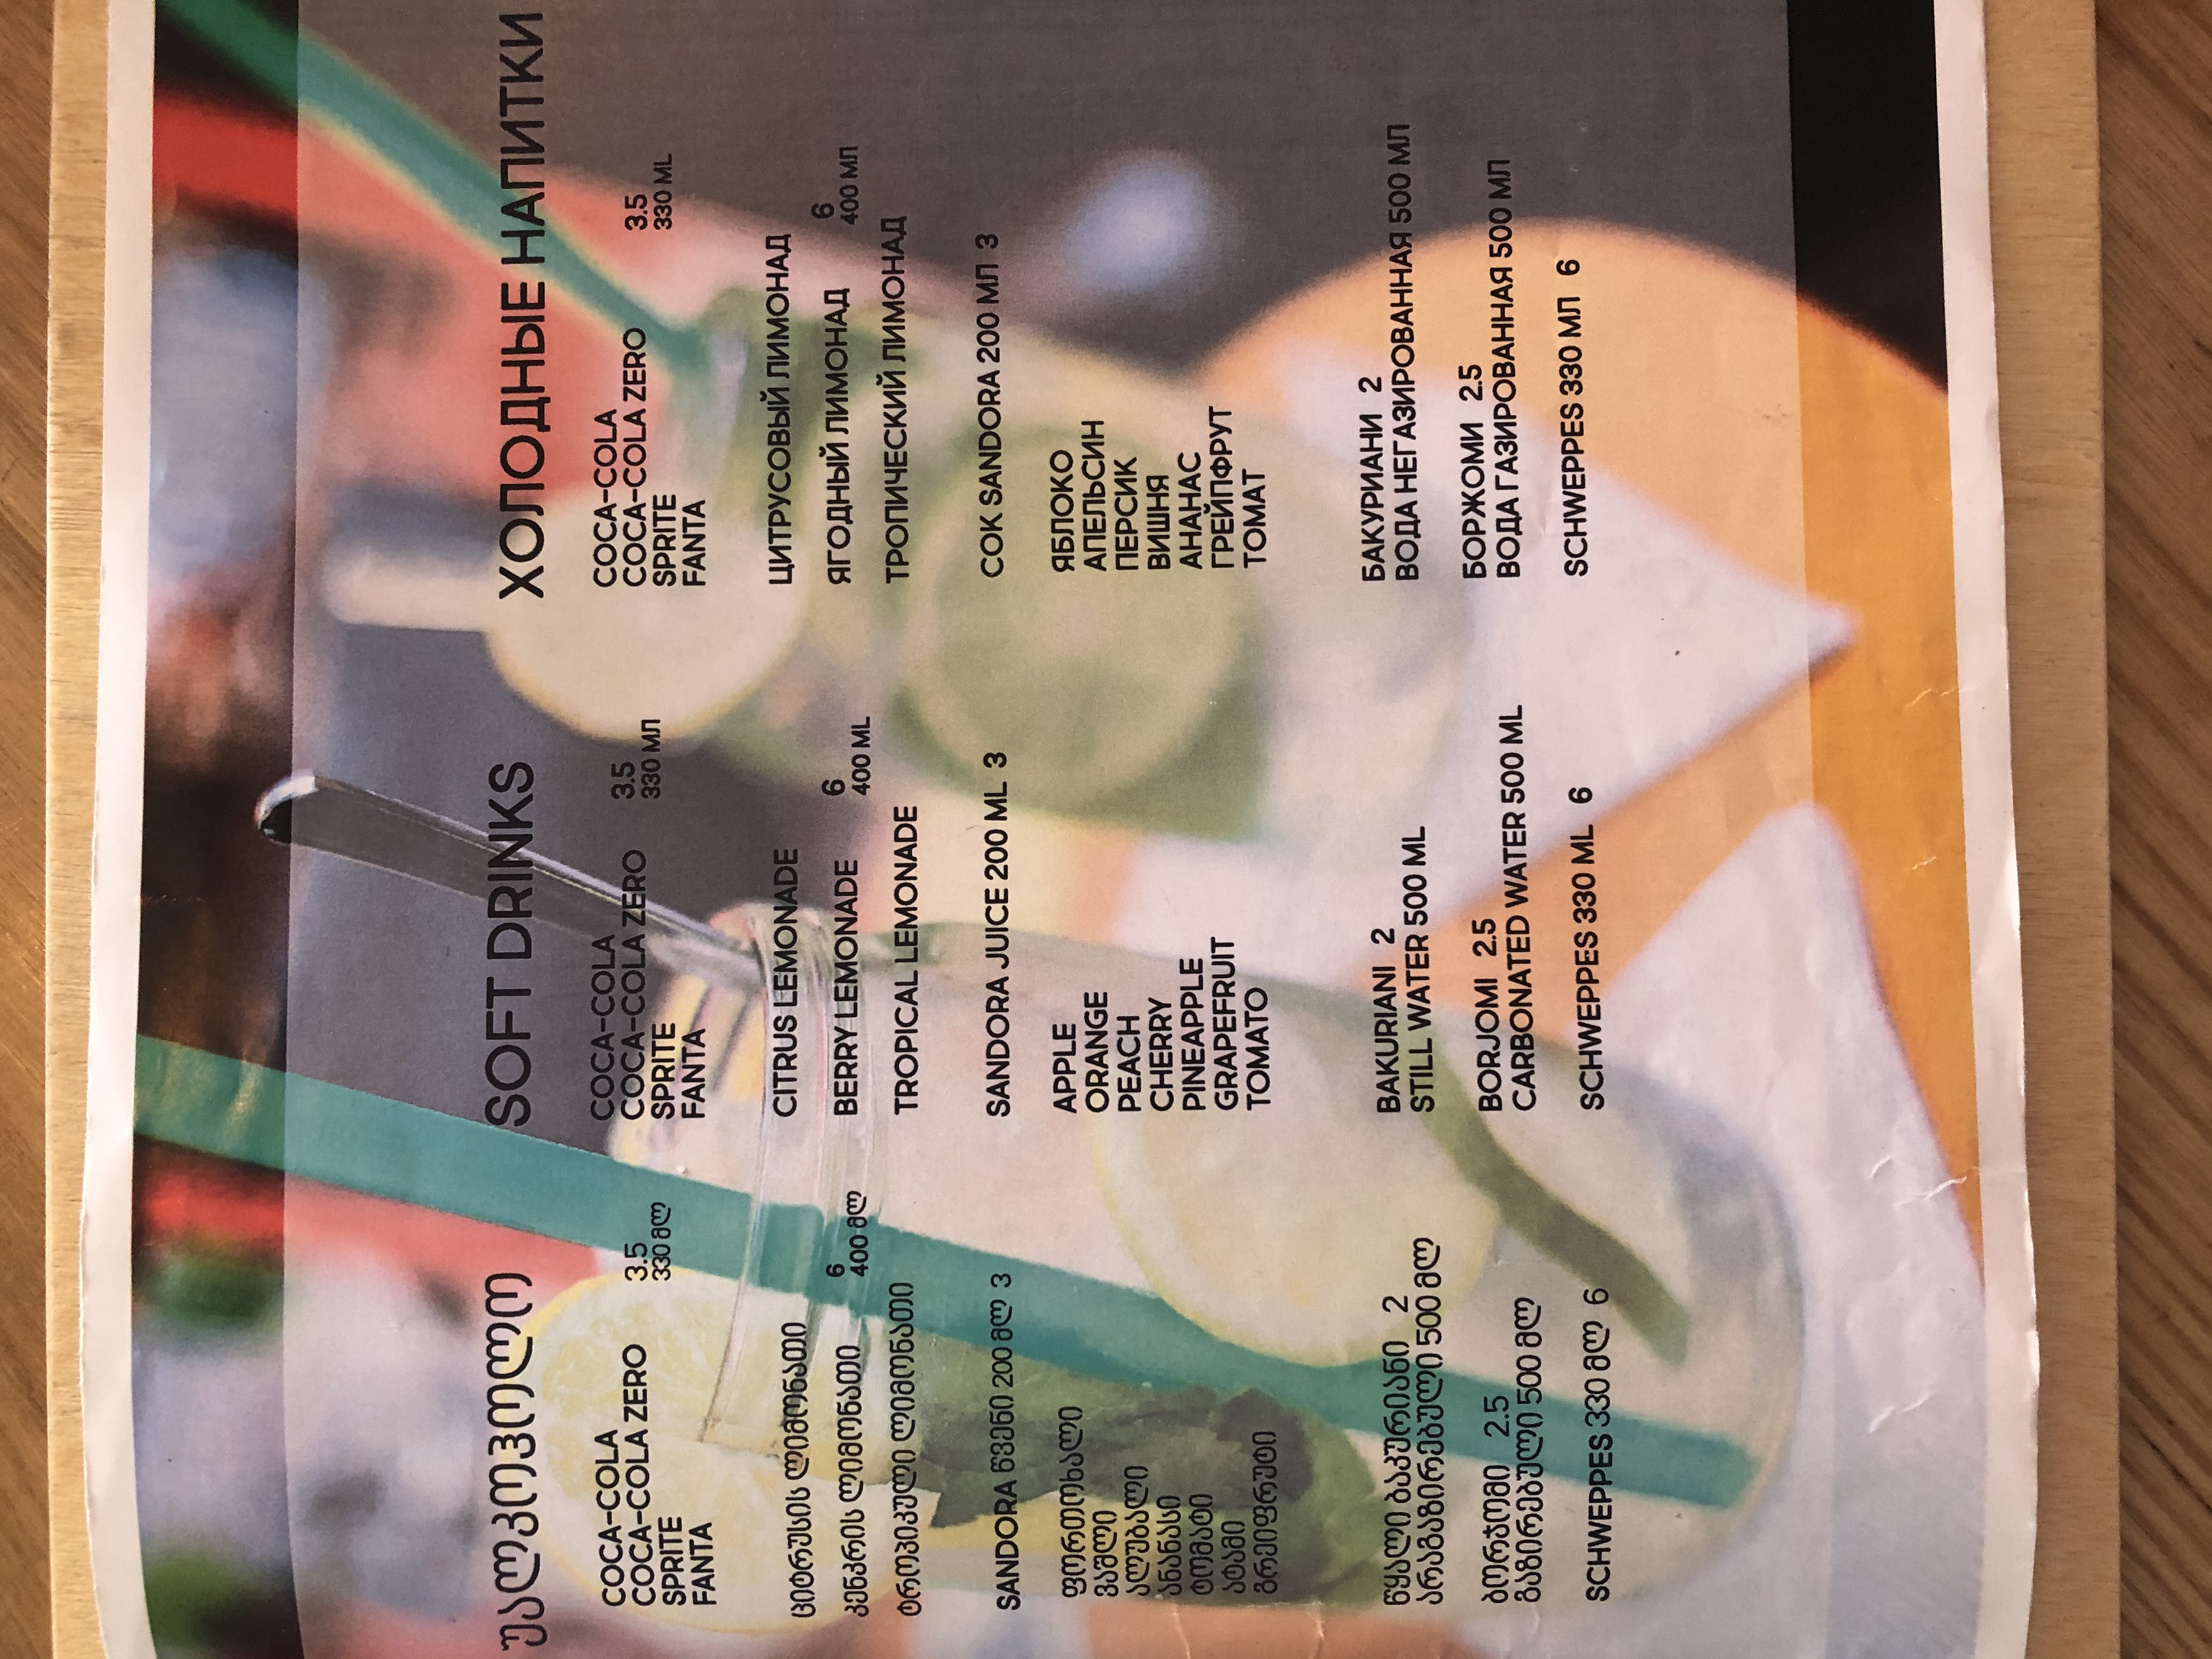 უალკოჰოლო
COCA-COLA
COCA-COLA ZERO
SPRITE
FANTA
3.5
330 მლ
ციტრუსის ლიმონათი
კენკრის ლიმონათი
ტროპიკული ლიმონათი
6
400 მლ
SANDORA წვენი 200 მლ 3
ფორთოხალი
ვაშლი
ალუბალი
ანანასი
ტომატი
ატამი
გრეიფრუტი
წყალი ბაკურიანი 2
არაგაზირებული 500 მლ
ბორჯომი 2.5
გაზირებული 500 მლ
SCHWEPPES 330 მლ 6
SOFT DRINKS
COCA-COLA
COCA-COLA ZERO
SPRITE
FANTA
3.5
330 МЛ
CITRUS LEMONADE
BERRY LEMONADE
TROPICAL LEMONADE
6
400 ML
SANDORA JUICE 200 ML 3
APPLE
ORANGE
PEACH
CHERRY
PINEAPPLE
GRAPEFRUIT
TOMATO
BAKURIANI 2
STILL WATER 500 ML
BORJOMI 2.5
CARBONATED WATER 500 ML
SCHWEPPES 330 ML 6
ХОЛОДНЫЕ НАПИТКИ
COCA-COLA
COCA-COLA ZERO
SPRITE
FANTA
3.5
330 ML
ЦИТРУСОВЫЙ ЛИМОНАД
ЯГОДНЫЙ ЛИМОНАД
ТРОПИЧЕСКИЙ ЛИМОНАД
6
400 МЛ
СОК SANDORA 200 МЛ 3
ЯБЛОКО
АПЕЛЬСИН
ПЕРСИК
ВИШНЯ
АНАНАС
ГРЕЙПФРУТ
ТОМАТ
БАКУРИАНИ 2
ВОДА НЕГАЗИРОВАННАЯ 500 МЛ
БОРЖОМИ 2.5
ВОДА ГАЗИРОВАННАЯ 500 МЛ
SCHWEPPES 330 МЛ 6